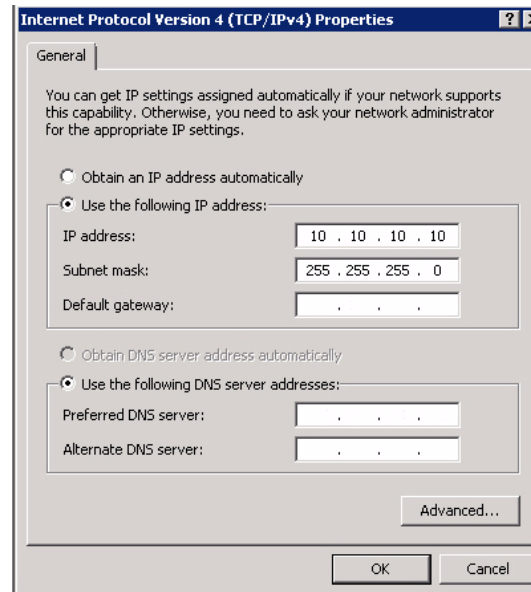 Internet Protocol Version 4 (TCP/IPv4) Properties
General
You can get IP settings assigned automatically if your network supports
this capability. Otherwise, you need to ask your network administrator
for the appropriate IP settings.
Obtain an IP address automatically
Use the following IP address:
IP address: 10 . 10 . 10 . 10
Subnet mask: 255 . 255 . 255 . 0
Default gateway: . . .
Obtain DNS server address automatically
Use the following DNS server addresses:
Preferred DNS server: . . .
Alternate DNS server: . . .
Advanced...
OK Cancel